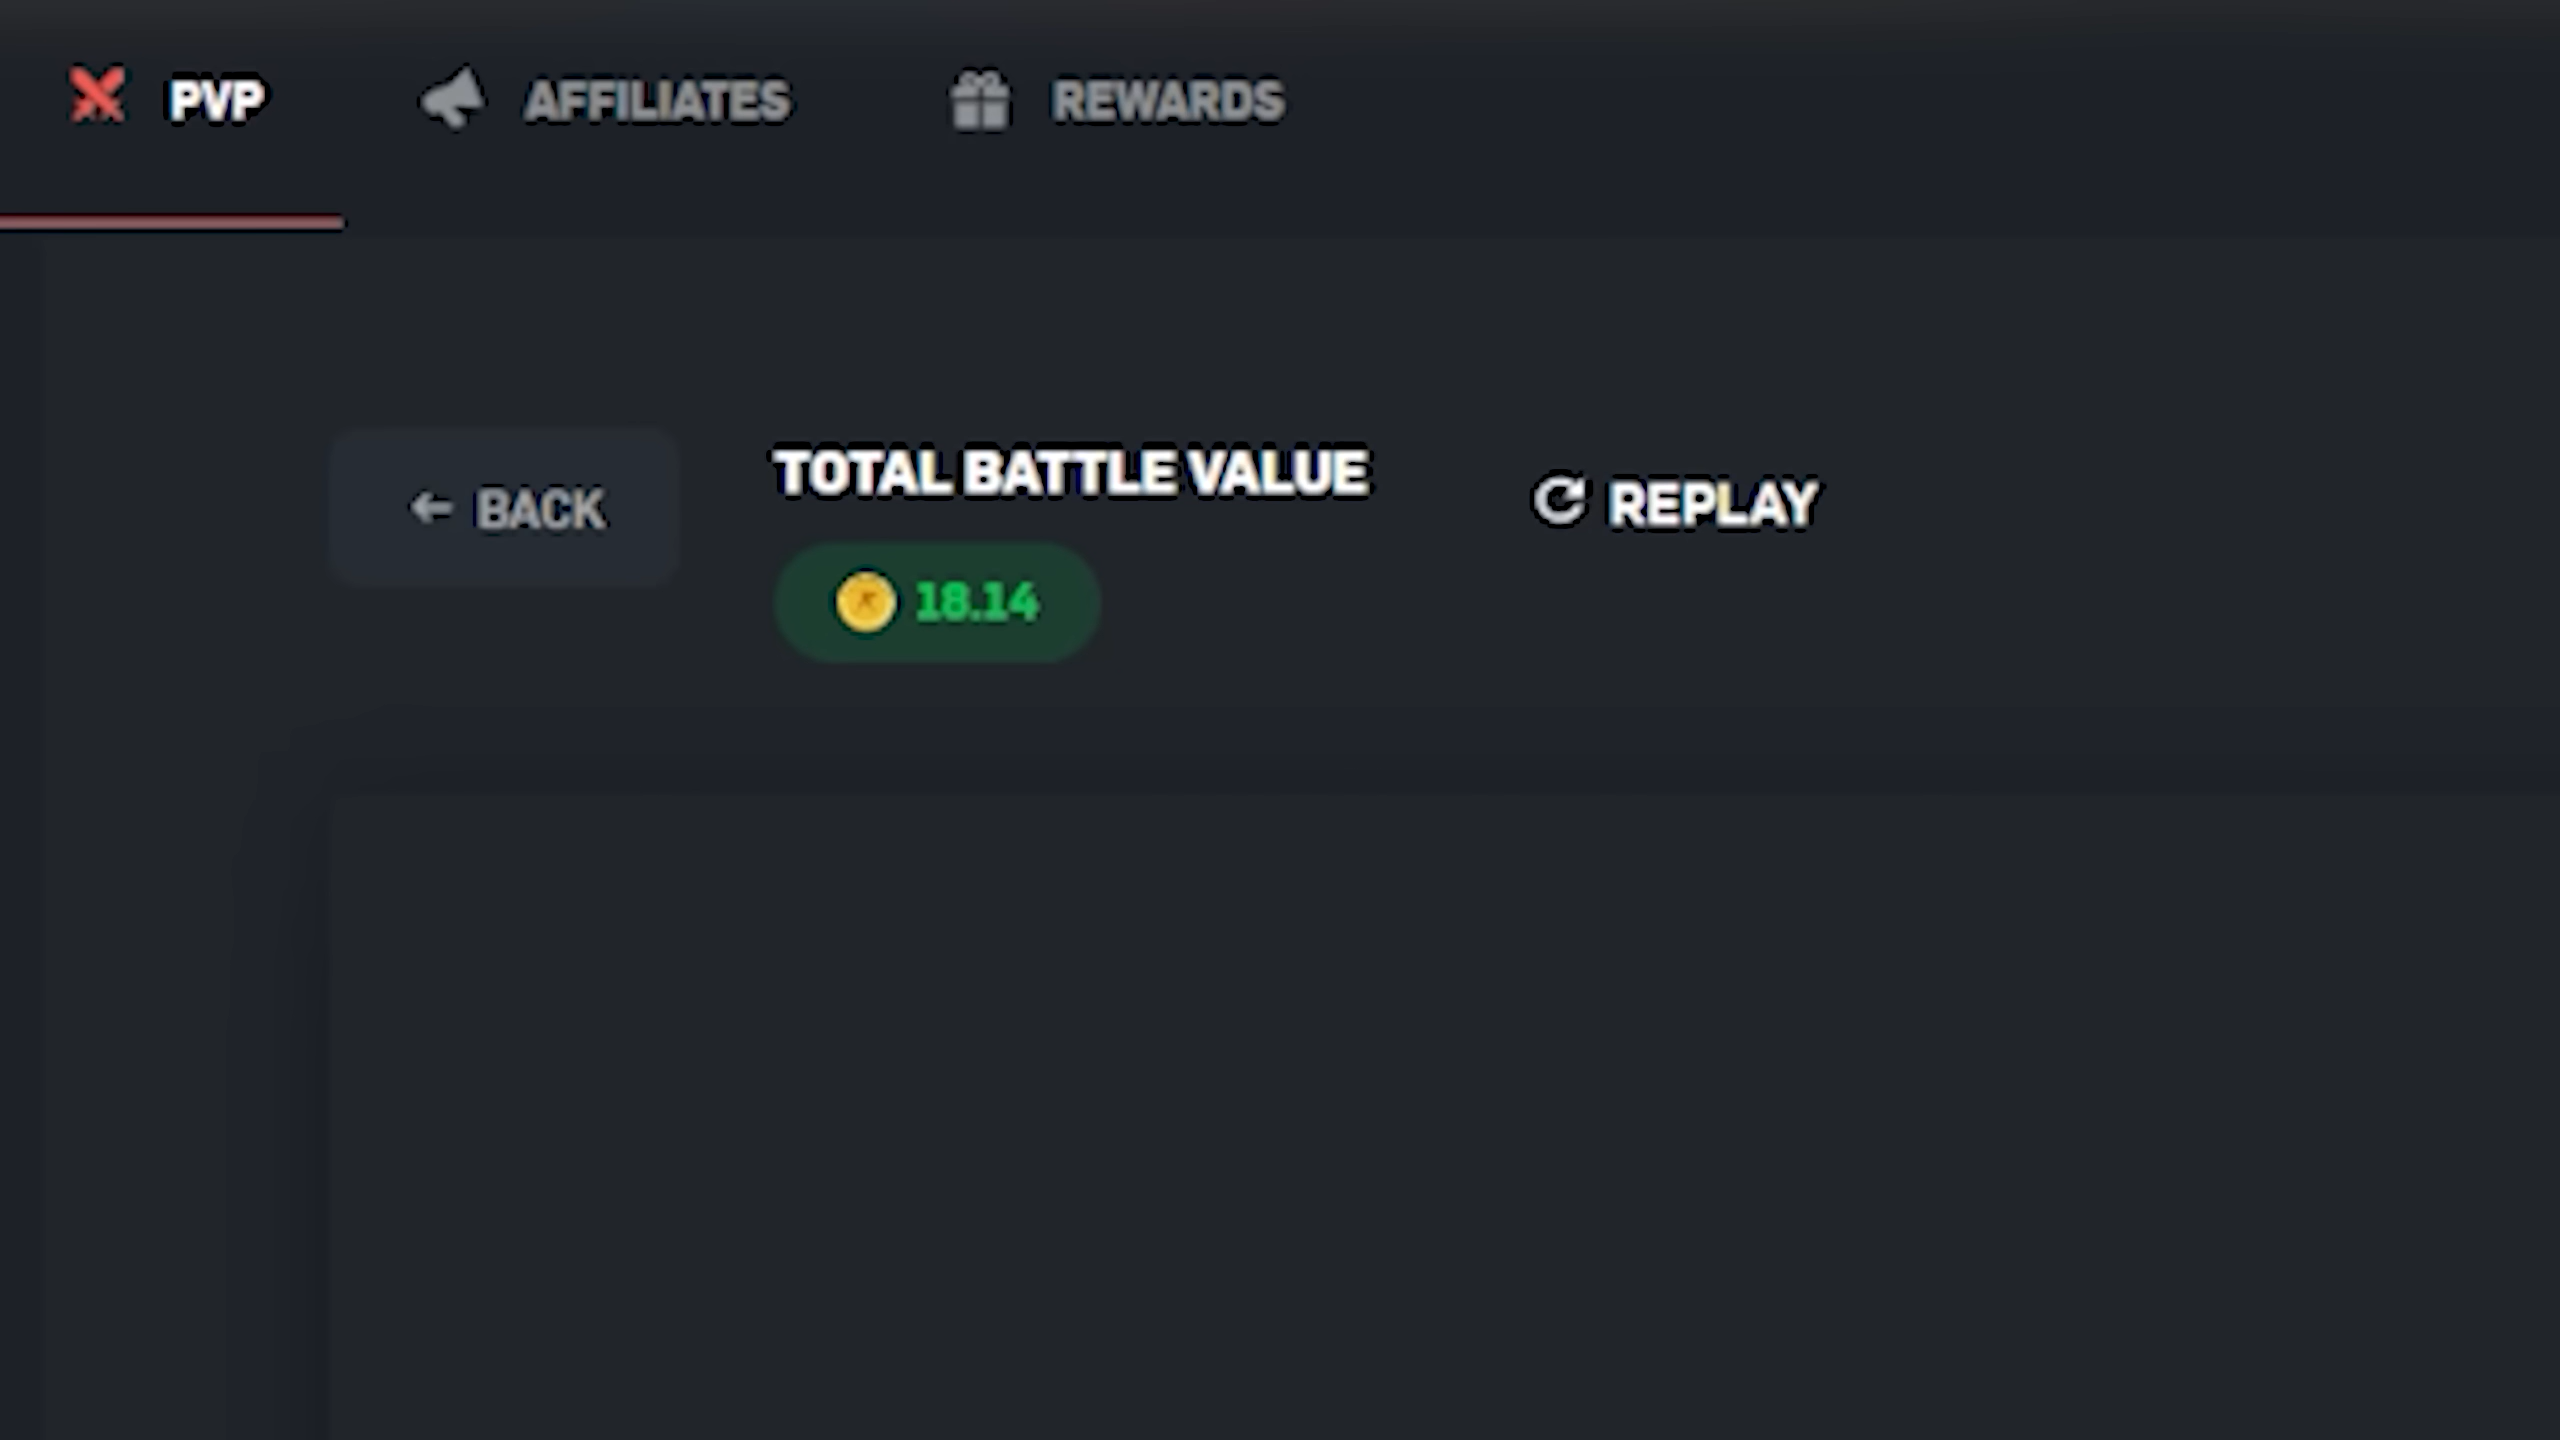 PVP AFFILIATES REWARDS
BACK
TOTAL BATTLE VALUE
18.14
REPLAY